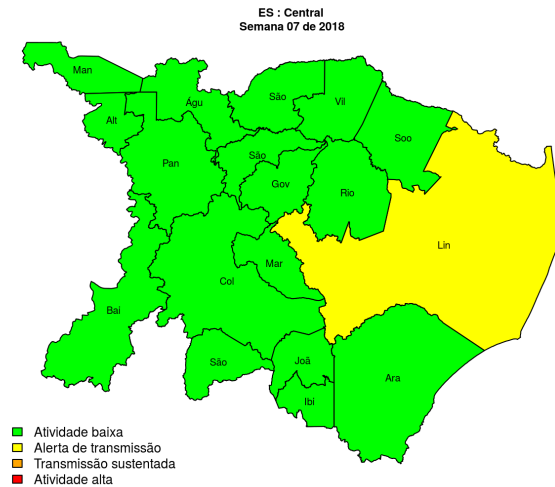 ES : Central
Semana 07 de 2018
Man
Águ
São
Vil
Alt
Soo
São
Pan
Gov
Rio
Lin
Mar
Col
Bai
São
Joã
Ara
Ibi
Atividade baixa
Alerta de transmissão
Transmissão sustentada
Atividade alta